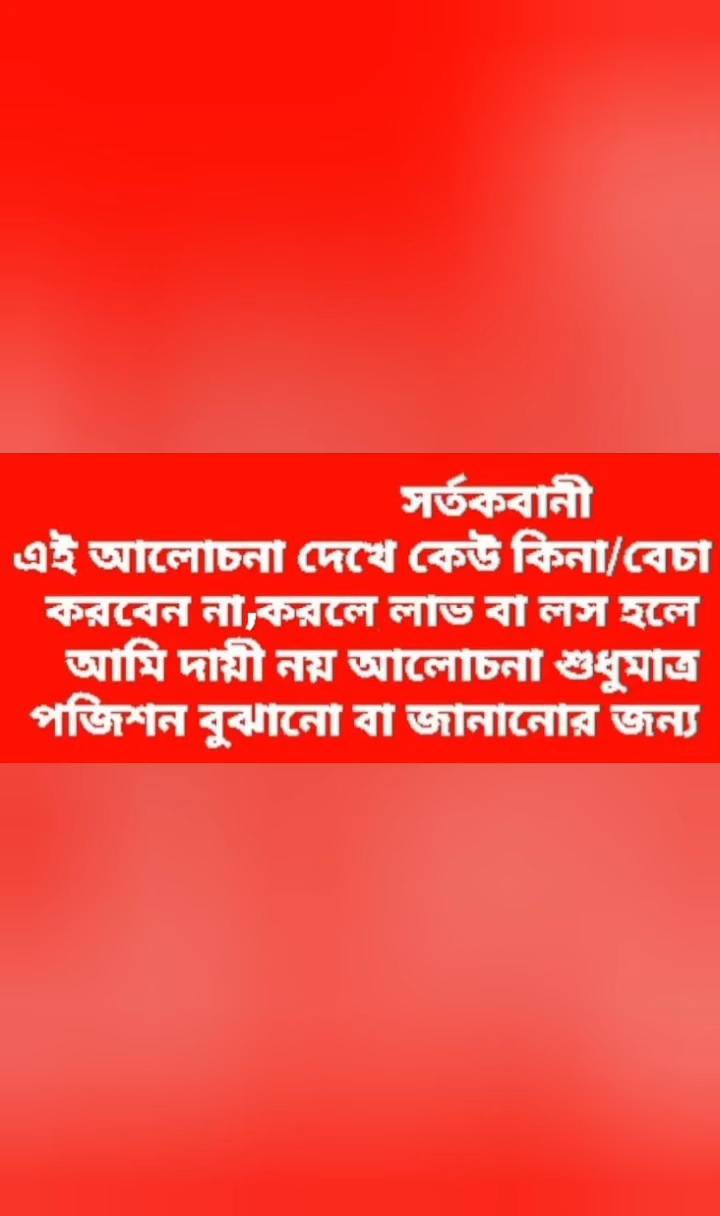 সর্তকবানী
এই আলোচনা দেখে কেউ কিনা/বেচা
করবেন না,করলে লাভ বা লস হলে
আমি দায়ী নয় আলোচনা শুধুমাত্র
পজিশন বুঝানো বা জানানোর জন্য